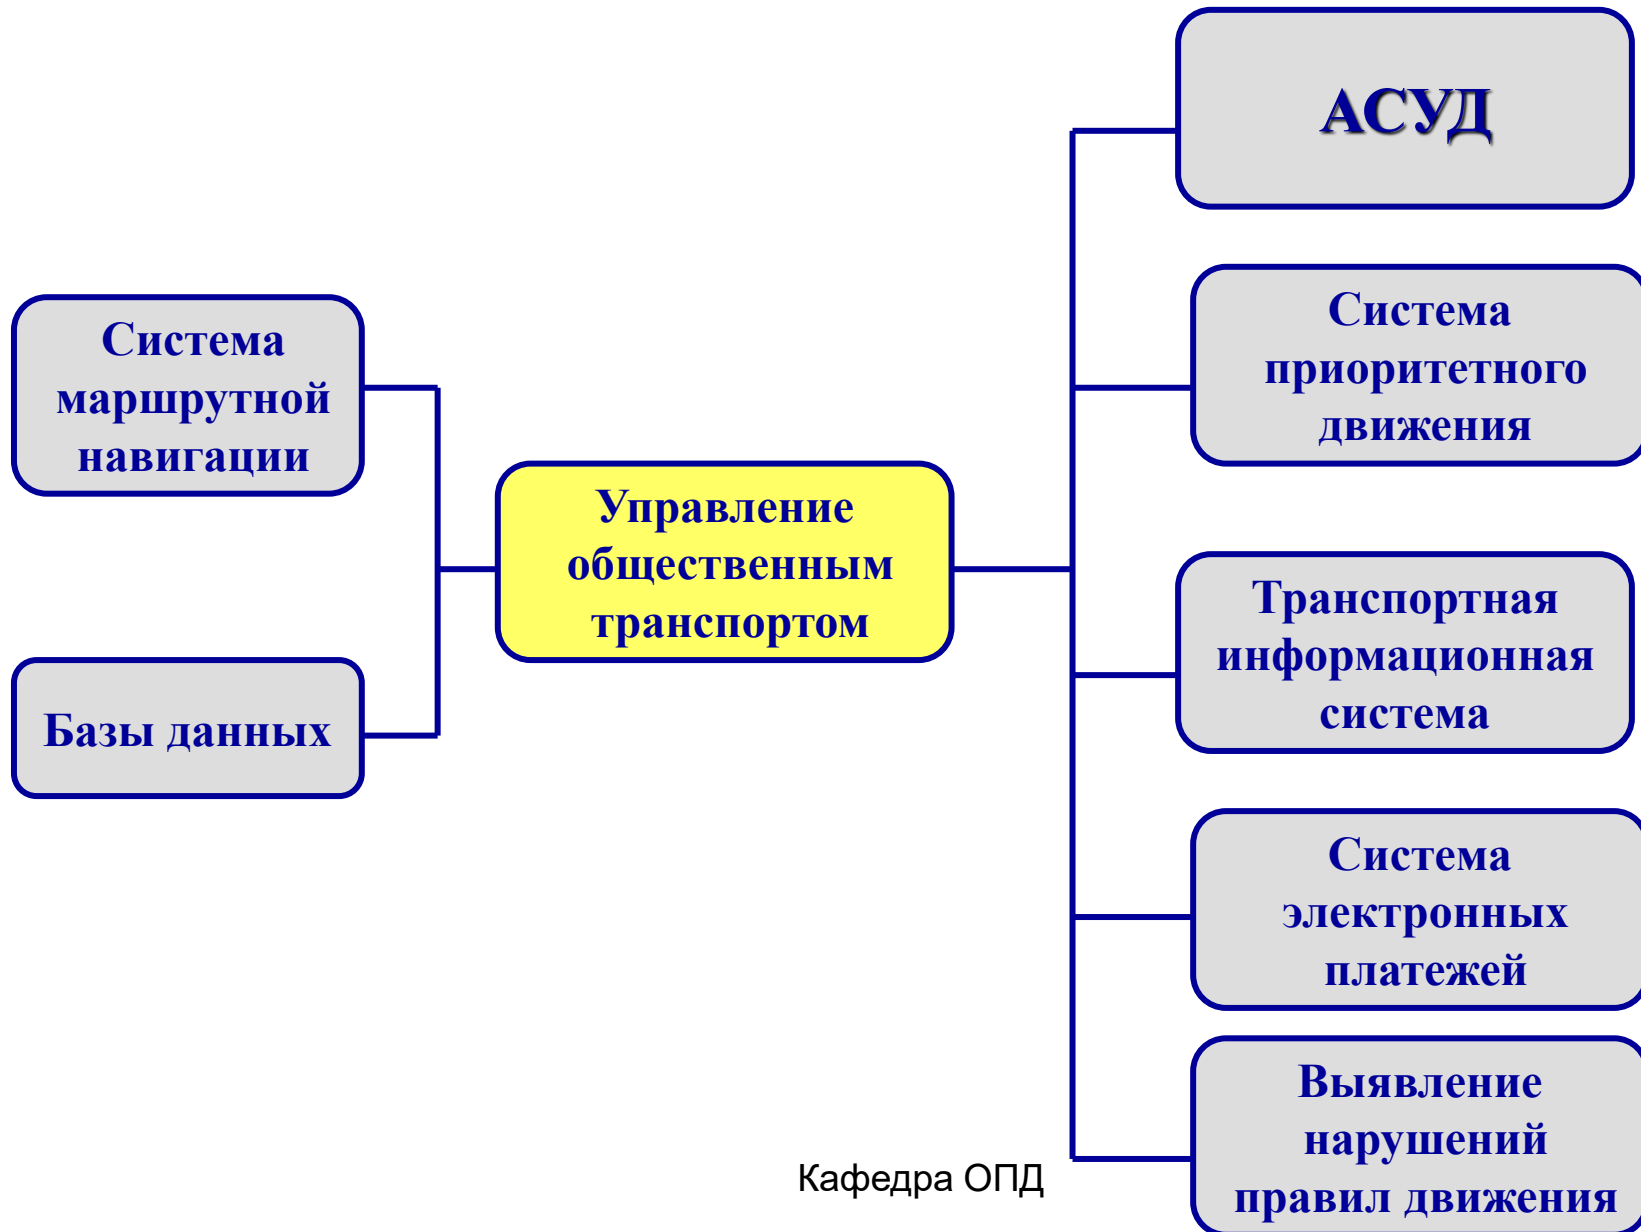 АСУД
Система
приоритетного
движения
Система
маршрутной
навигации
Управление
общественным
транспортом
Транспортная
информационная
система
Базы данных
Система
электронных
платежей
Выявление
нарушений
правил движения
Кафедра ОПД